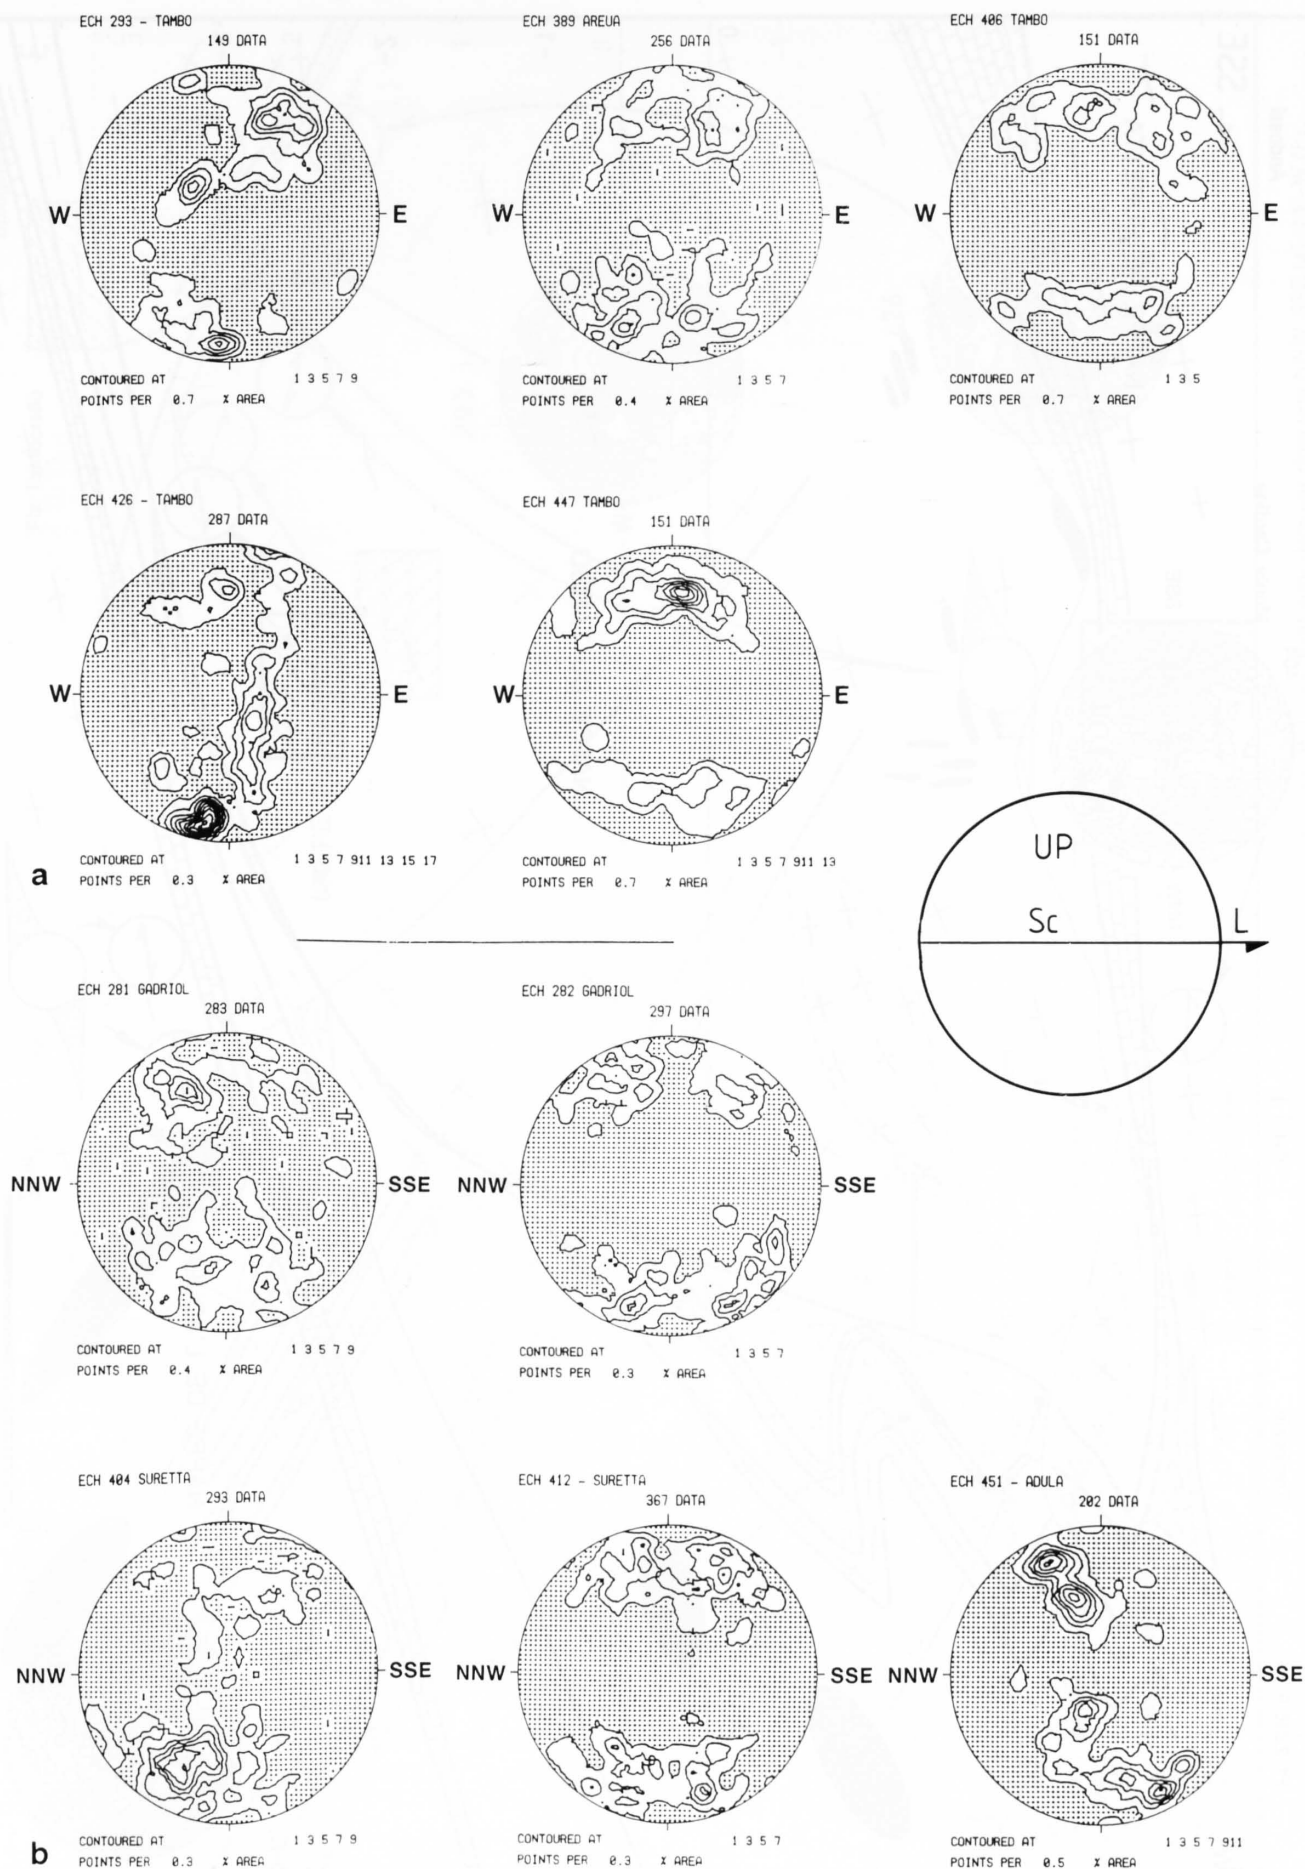 ECH 293 - TAMBO
149 DATA
W
E
CONTOURED AT 1 3 5 7 9
POINTS PER 0.7 % AREA
ECH 389 AREUA
256 DATA
W
E
CONTOURED AT 1 3 5 7
POINTS PER 0.4 % AREA
ECH 406 TAMBO
151 DATA
W
E
CONTOURED AT 1 3 5
POINTS PER 0.7 % AREA
ECH 426 - TAMBO
287 DATA
W
E
CONTOURED AT 1 3 5 7 911 13 15 17
POINTS PER 0.3 % AREA
ECH 447 TAMBO
151 DATA
W
E
CONTOURED AT 1 3 5 7 911 13
POINTS PER 0.7 % AREA
a
UP
Sc
L
ECH 281 GADRIOL
283 DATA
NNW
SSE
CONTOURED AT 1 3 5 7 9
POINTS PER 0.4 % AREA
ECH 282 GADRIOL
297 DATA
NNW
SSE
CONTOURED AT 1 3 5 7
POINTS PER 0.3 % AREA
ECH 404 SURETTA
293 DATA
NNW
SSE
CONTOURED AT 1 3 5 7 9
POINTS PER 0.3 % AREA
ECH 412 - SURETTA
367 DATA
NNW
SSE
CONTOURED AT 1 3 5 7
POINTS PER 0.3 % AREA
ECH 451 - ADULA
202 DATA
NNW
SSE
CONTOURED AT 1 3 5 7 911
POINTS PER 0.5 % AREA
b